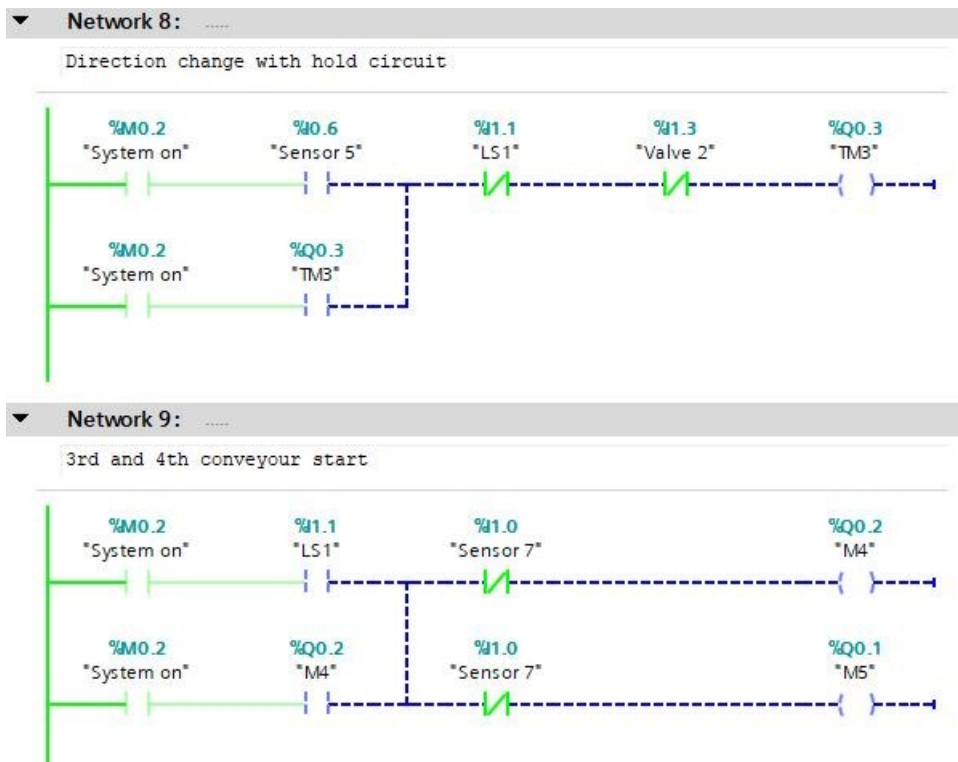 Network 8: .....
Direction change with hold circuit
%M0.2 %I0.6 %I1.1 %I1.3 %Q0.3
"System on" "Sensor 5" "LS1" "Valve 2" "TM3"
%M0.2 %Q0.3
"System on" "TM3"
Network 9: .....
3rd and 4th conveyour start
%M0.2 %I1.1 %I1.0 %Q0.2
"System on" "LS1" "Sensor 7" "M4"
%M0.2 %Q0.2 %I1.0 %Q0.1
"System on" "M4" "Sensor 7" "M5"